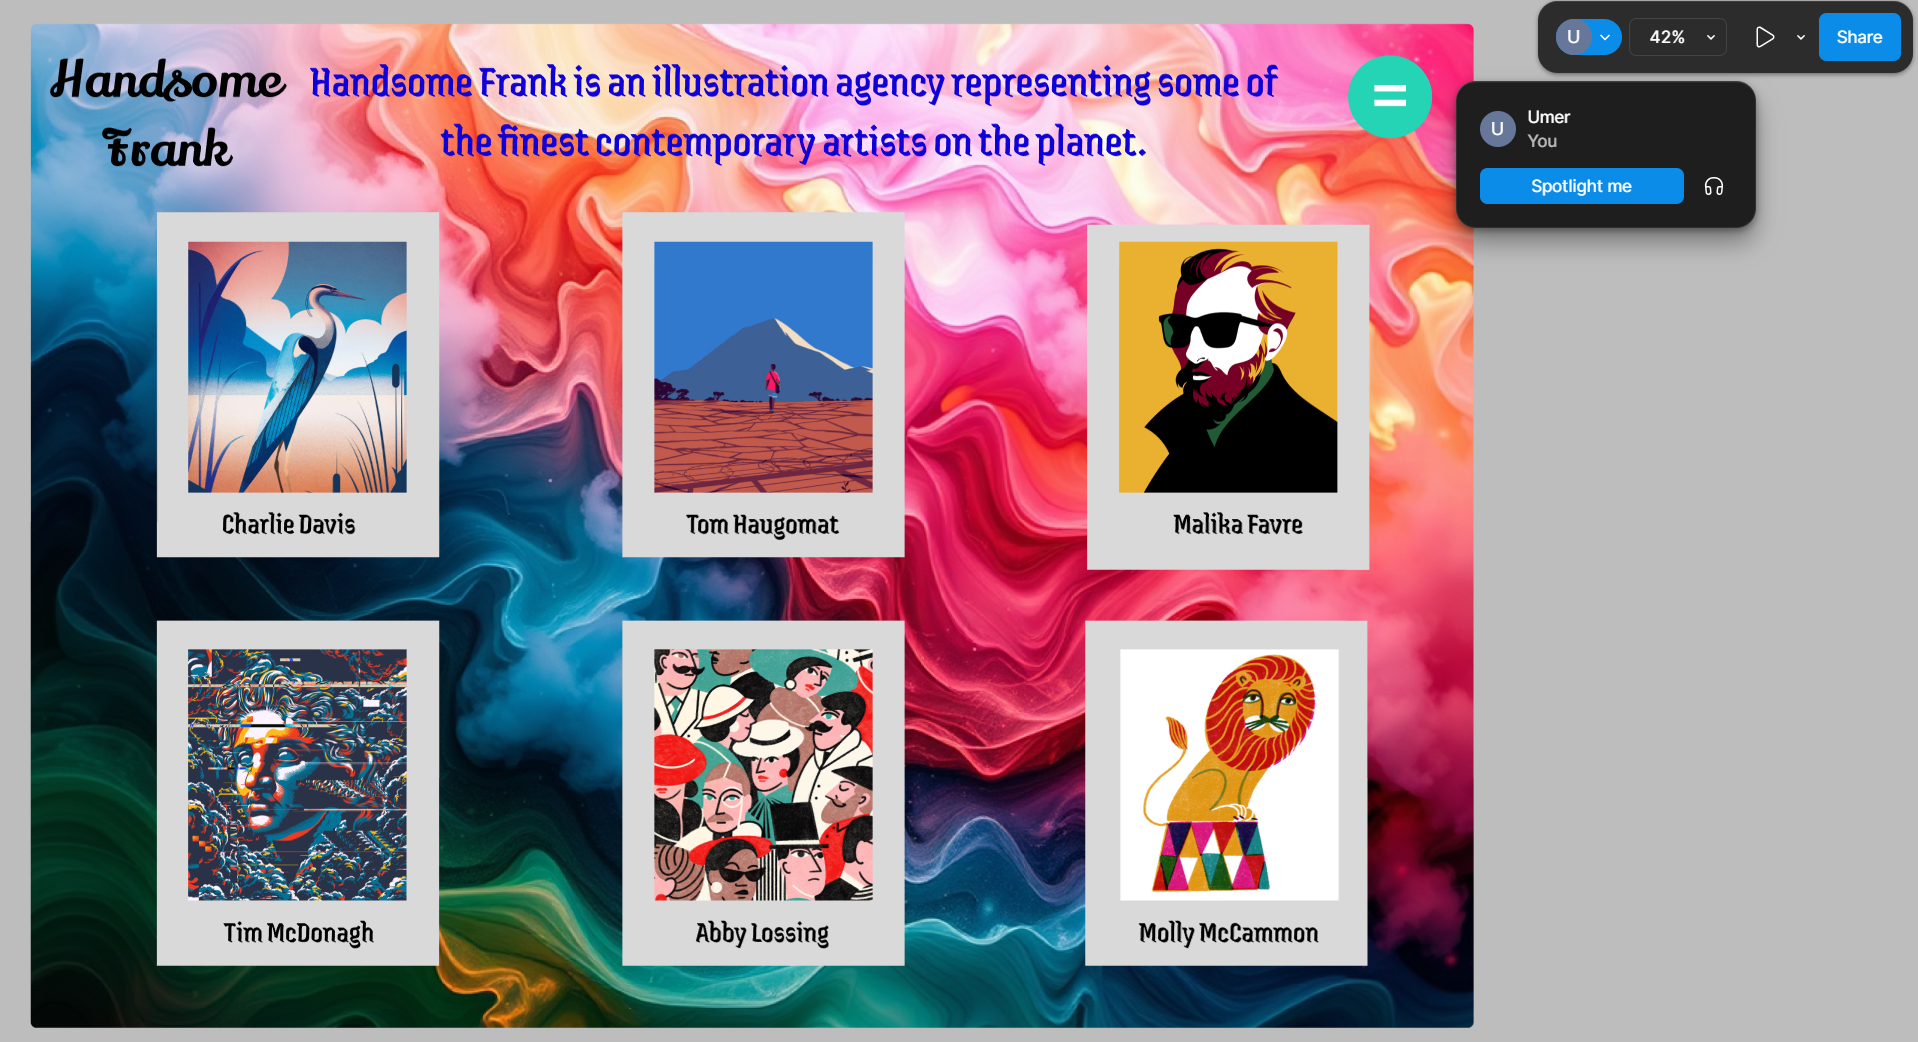 Handsome
Frank
Handsome Frank is an illustration agency representing some of
the finest contemporary artists on the planet.
U
42%
Share
U
Umer
You
Spotlight me
Charlie Davis
Tom Haugomat
Malika Favre
Tim McDonagh
Abby Lossing
Molly McCammon